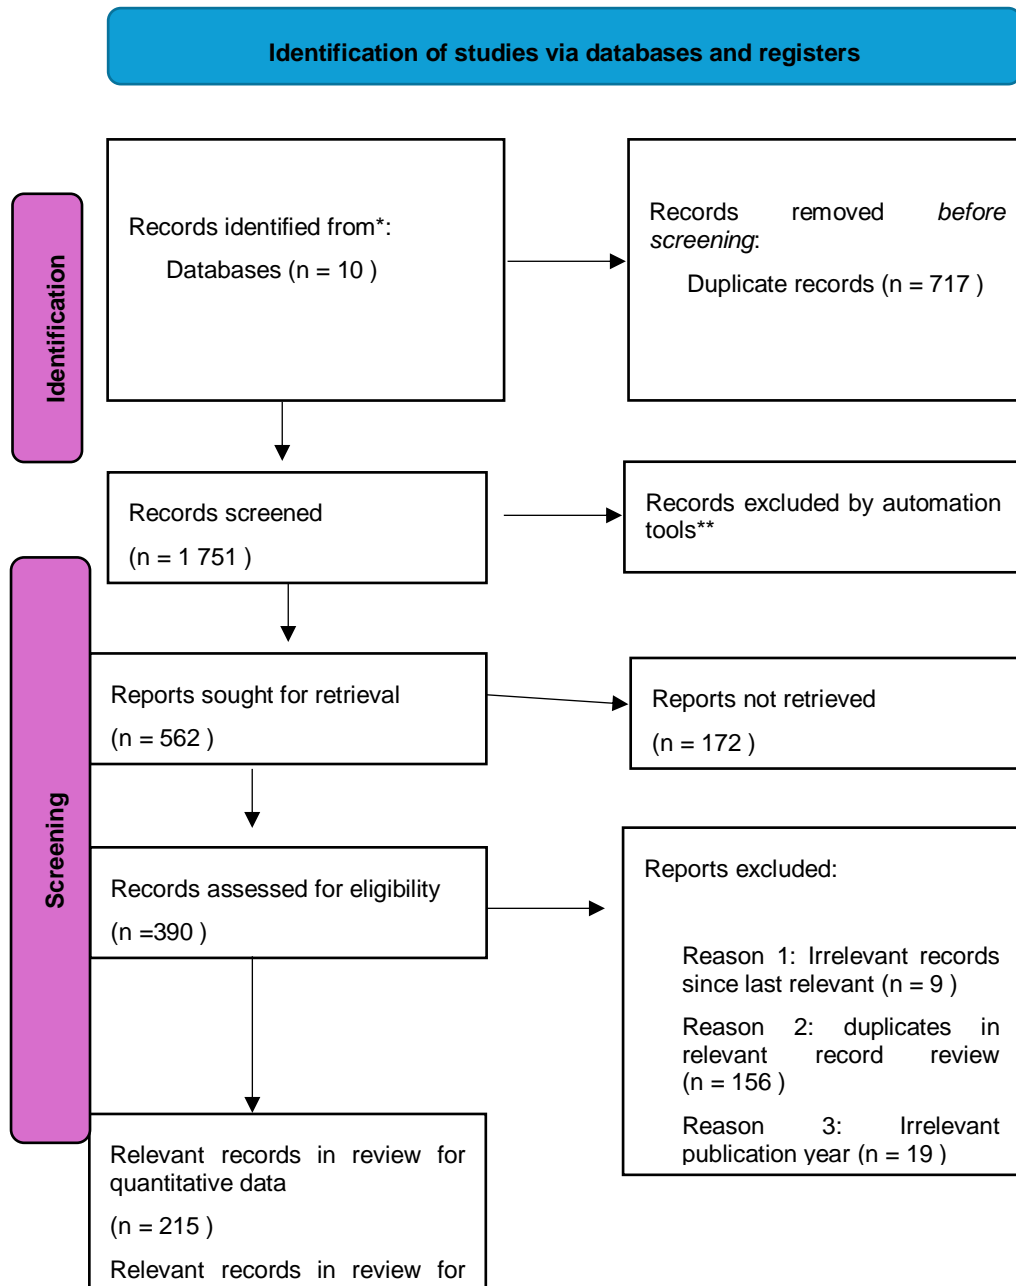 Identification of studies via databases and registers
Identification
Records identified from*:
Databases (n = 10 )
Records removed before
screening:
Duplicate records (n = 717 )
Records screened
(n = 1 751 )
Records excluded by automation
tools**
Screening
Reports sought for retrieval
(n = 562 )
Reports not retrieved
(n = 172 )
Records assessed for eligibility
(n =390 )
Reports excluded:
Reason 1: Irrelevant records
since last relevant (n = 9 )
Reason 2: duplicates in
relevant record review
(n = 156 )
Reason 3: Irrelevant
publication year (n = 19 )
Relevant records in review for
quantitative data
(n = 215 )
Relevant records in review for